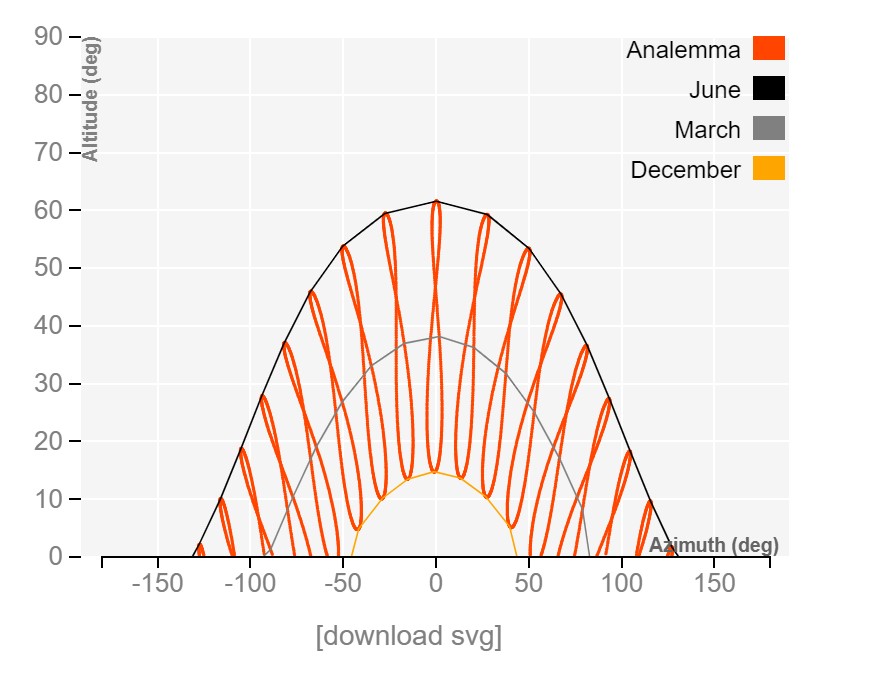 90
80
70
60
50
40
30
20
10
0
Altitude (deg)
Analemma
June
March
December
Azimuth (deg)
-150 -100 -50 0 50 100 150
[download svg]